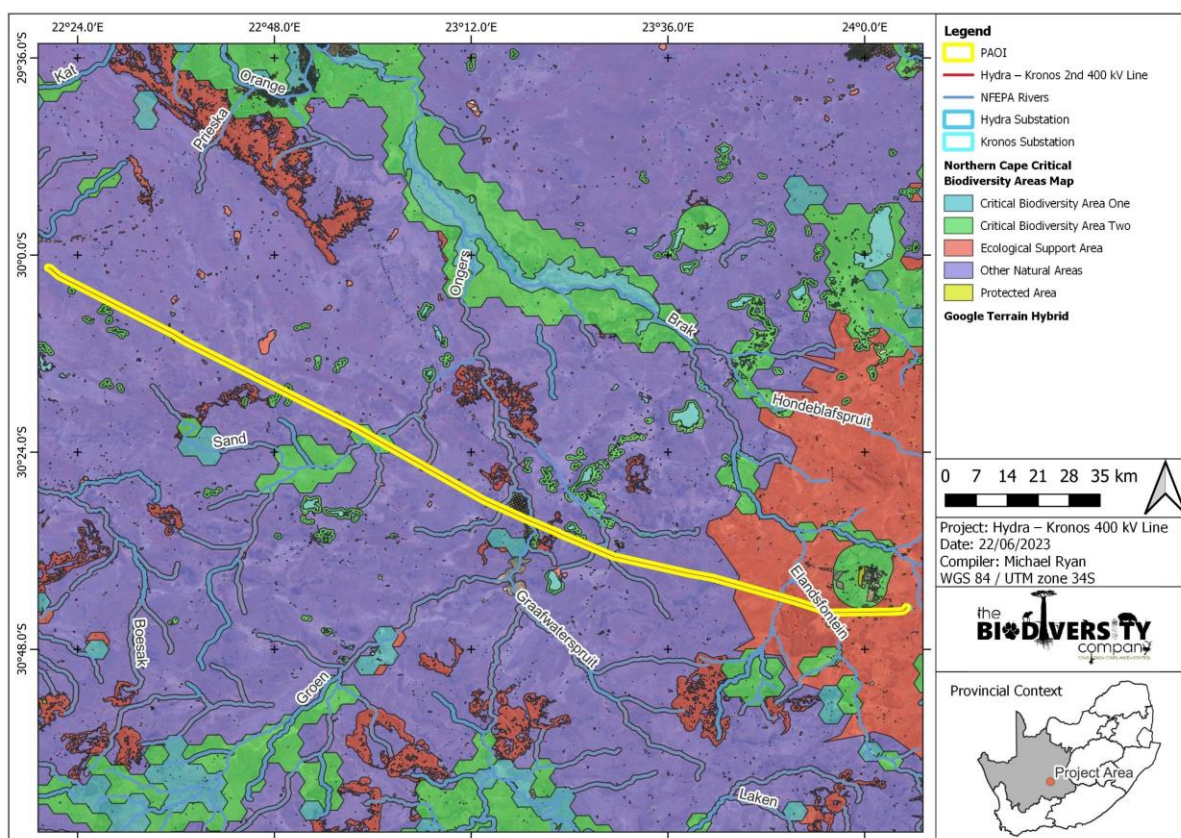 22°24.0'E
22°48.0'E
23°12.0'E
23°36.0'E
24°0.0'E
29°36.0'S
30°0.0'S
30°24.0'S
30°48.0'S
Kat
Orange
Prieska
Ongers
Brak
Hondeblafspruit
Sand
Elandsfontein
Graafwaterspruit
Boesak
Groen
Laken
Legend
PAOI
Hydra – Kronos 2nd 400 kV Line
NFEPA Rivers
Hydra Substation
Kronos Substation
Northern Cape Critical
Biodiversity Areas Map
Critical Biodiversity Area One
Critical Biodiversity Area Two
Ecological Support Area
Other Natural Areas
Protected Area
Google Terrain Hybrid
0 7 14 21 28 35 km
Project: Hydra – Kronos 400 kV Line
Date: 22/06/2023
Compiler: Michael Ryan
WGS 84 / UTM zone 34S
the
BIODIVERSITY
company
Provincial Context
Project Area